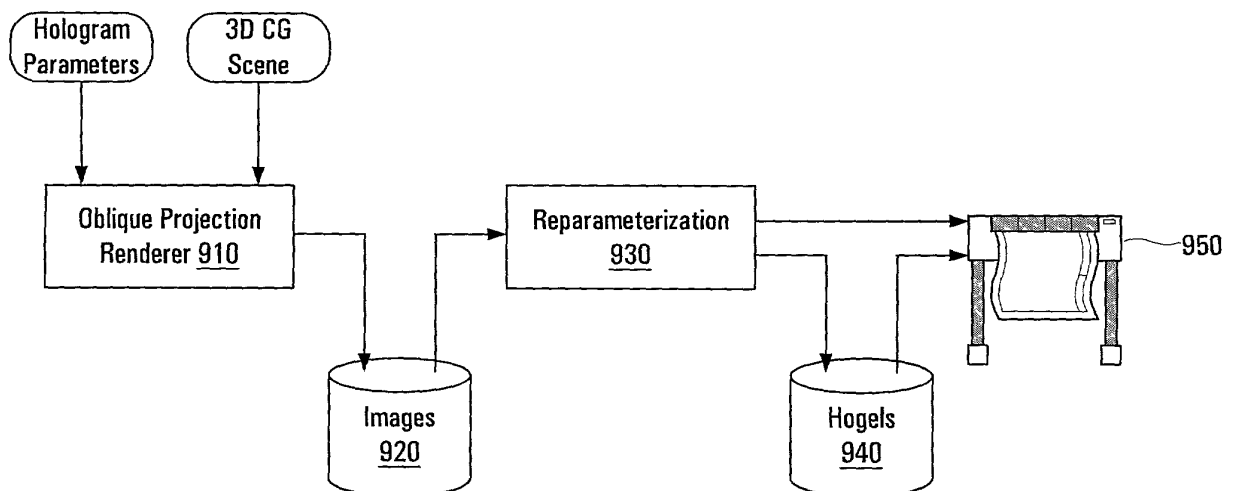 Hologram
Parameters
3D CG
Scene
Oblique Projection
Renderer 910
Reparameterization
930
950
Images
920
Hogels
940